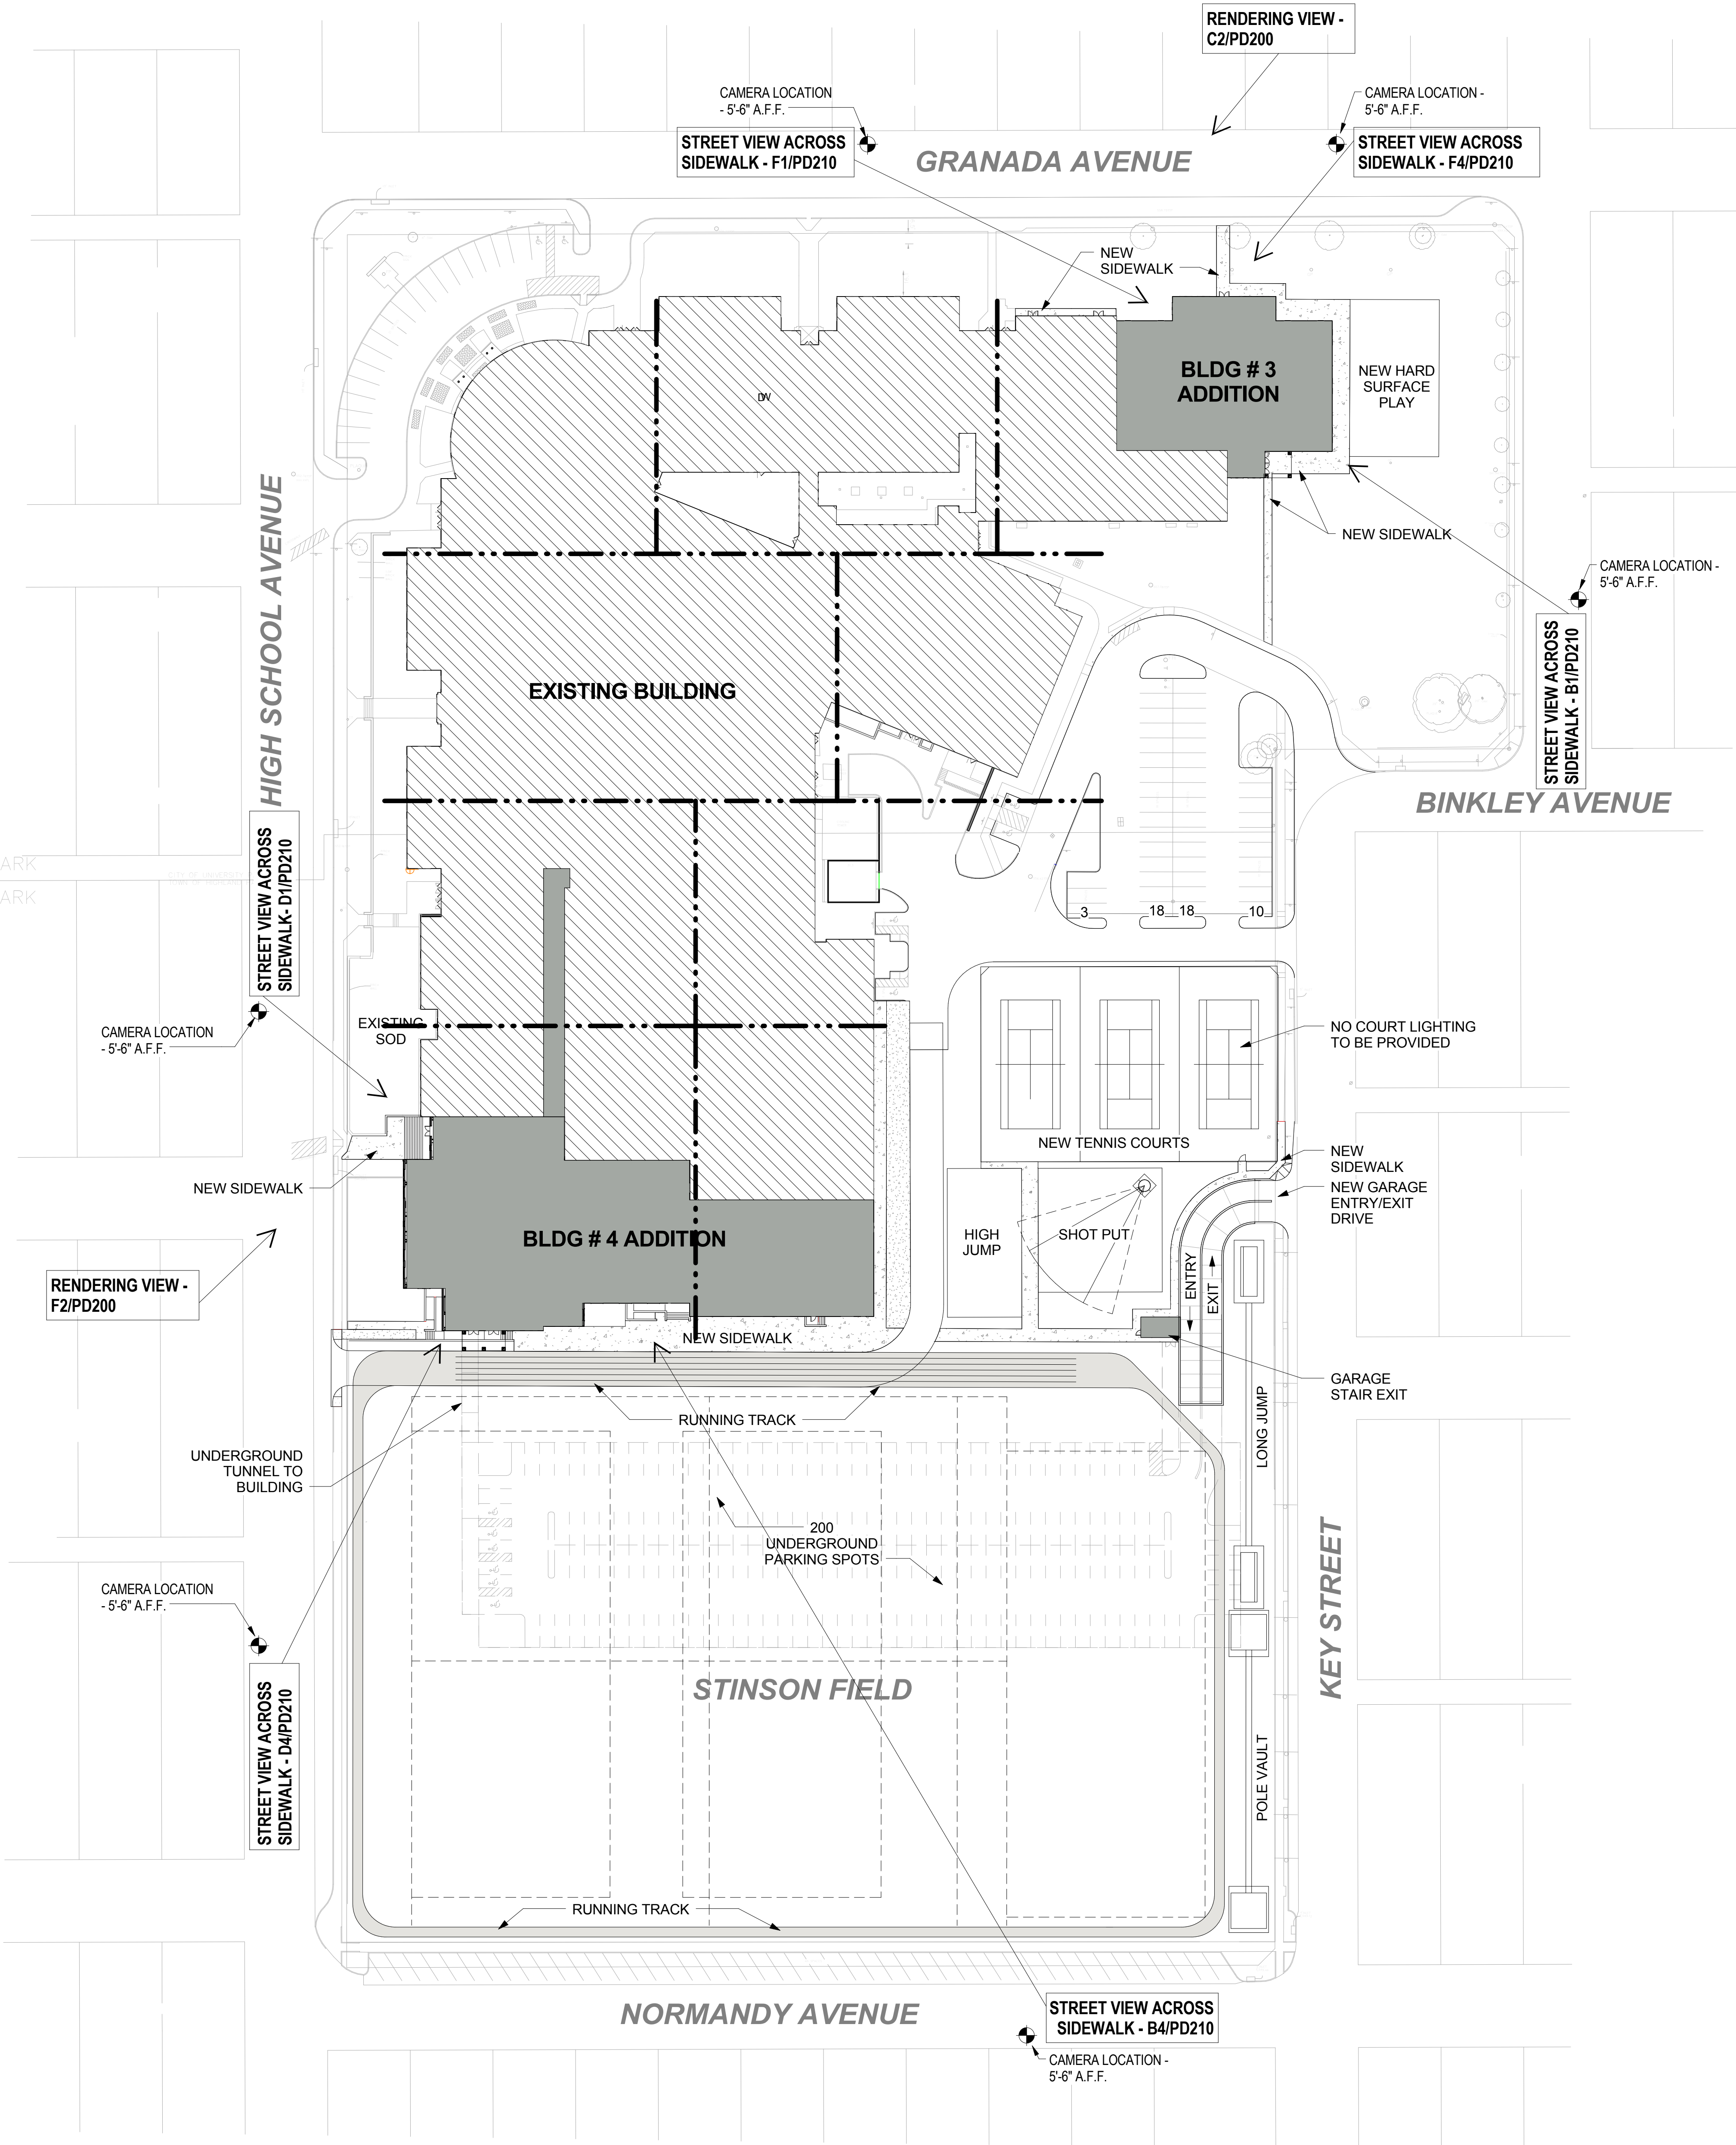 RENDERING VIEW -
C2/PD200
CAMERA LOCATION
- 5'-6" A.F.F.
CAMERA LOCATION -
5'-6" A.F.F.
STREET VIEW ACROSS
SIDEWALK - F1/PD210
GRANADA AVENUE
STREET VIEW ACROSS
SIDEWALK - F4/PD210
NEW
SIDEWALK
BLDG # 3
ADDITION
NEW HARD
SURFACE
PLAY
HIGH SCHOOL AVENUE
NEW SIDEWALK
CAMERA LOCATION -
5'-6" A.F.F.
STREET VIEW ACROSS
SIDEWALK - B1/PD210
EXISTING BUILDING
BINKLEY AVENUE
ARK
ARK
STREET VIEW ACROSS
SIDEWALK- D1/PD210
3
18
18
10
CAMERA LOCATION
- 5'-6" A.F.F.
EXISTING
SOD
NO COURT LIGHTING
TO BE PROVIDED
NEW TENNIS COURTS
NEW
SIDEWALK
NEW SIDEWALK
NEW GARAGE
ENTRY/EXIT
DRIVE
BLDG # 4 ADDITION
HIGH
JUMP
SHOT PUT
ENTRY
EXIT
RENDERING VIEW -
F2/PD200
NEW SIDEWALK
GARAGE
STAIR EXIT
RUNNING TRACK
LONG JUMP
UNDERGROUND
TUNNEL TO
BUILDING
200
UNDERGROUND
PARKING SPOTS
CAMERA LOCATION
- 5'-6" A.F.F.
KEY STREET
STREET VIEW ACROSS
SIDEWALK - D4/PD210
STINSON FIELD
POLE VAULT
RUNNING TRACK
NORMANDY AVENUE
STREET VIEW ACROSS
SIDEWALK - B4/PD210
CAMERA LOCATION -
5'-6" A.F.F.